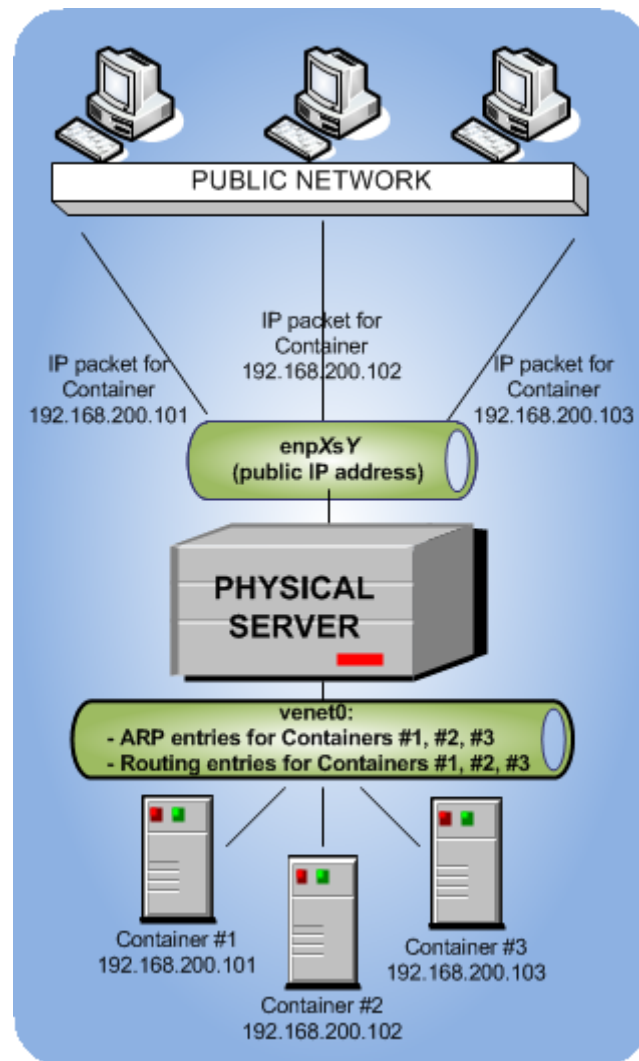 PUBLIC NETWORK
IP packet for
Container
192.168.200.101
IP packet for
Container
192.168.200.102
IP packet for
Container
192.168.200.103
enpXsY
(public IP address)
PHYSICAL
SERVER
venet0:
- ARP entries for Containers #1, #2, #3
- Routing entries for Containers #1, #2, #3
Container #1
192.168.200.101
Container #2
192.168.200.102
Container #3
192.168.200.103